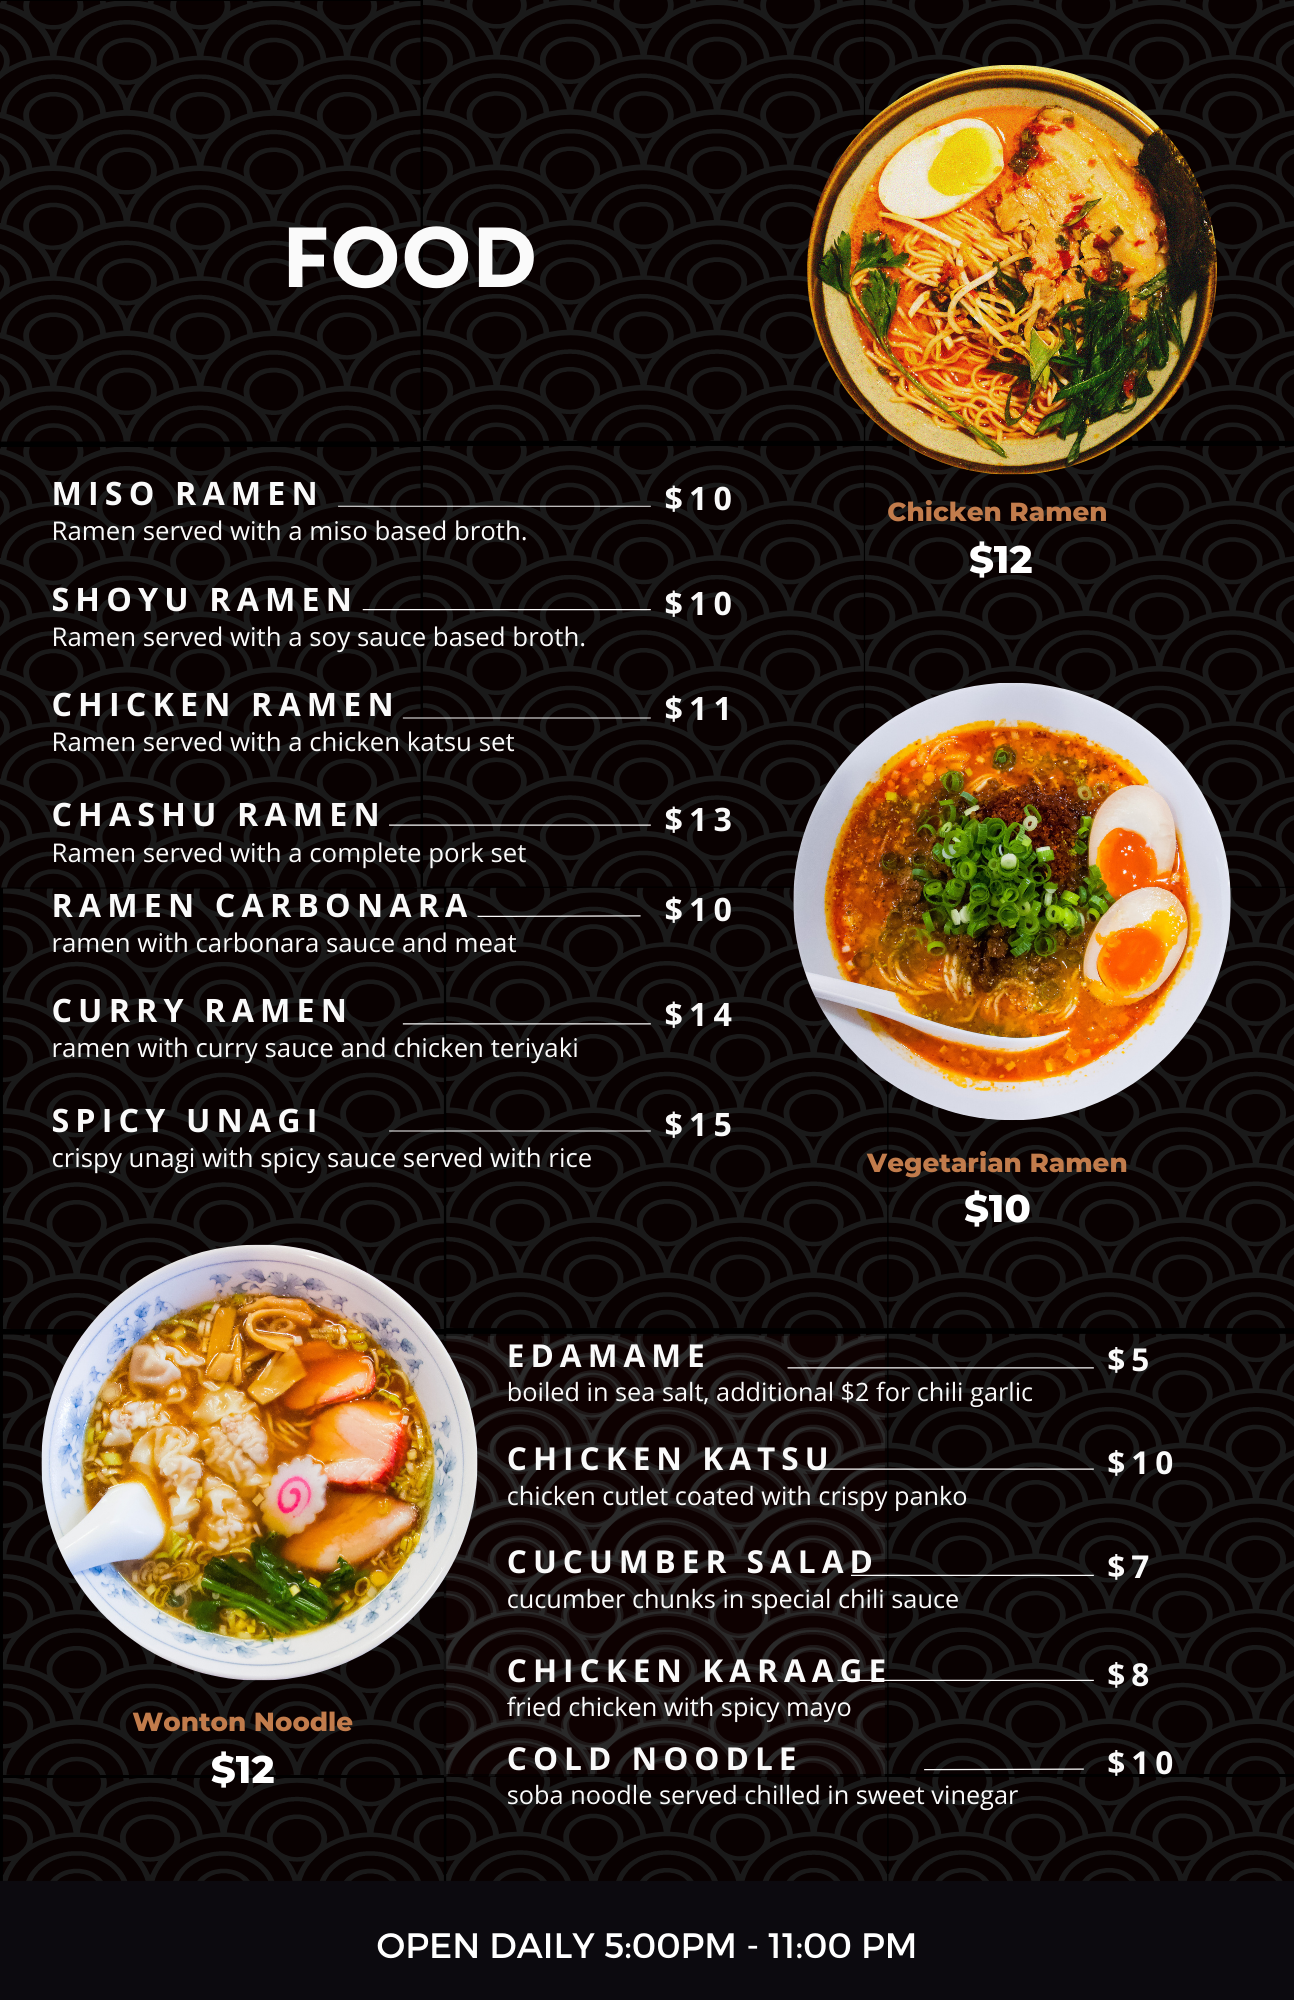 FOOD
MISO RAMEN $10
Ramen served with a miso based broth.
SHOYU RAMEN $10
Ramen served with a soy sauce based broth.
CHICKEN RAMEN $11
Ramen served with a chicken katsu set
CHASHU RAMEN $13
Ramen served with a complete pork set
RAMEN CARBONARA $10
ramen with carbonara sauce and meat
CURRY RAMEN $14
ramen with curry sauce and chicken teriyaki
SPICY UNAGI $15
crispy unagi with spicy sauce served with rice
Chicken Ramen
$12
Vegetarian Ramen
$10
Wonton Noodle
$12
EDAMAME $5
boiled in sea salt, additional $2 for chili garlic
CHICKEN KATSU $10
chicken cutlet coated with crispy panko
CUCUMBER SALAD $7
cucumber chunks in special chili sauce
CHICKEN KARAAGE $8
fried chicken with spicy mayo
COLD NOODLE $10
soba noodle served chilled in sweet vinegar
OPEN DAILY 5:00PM - 11:00 PM